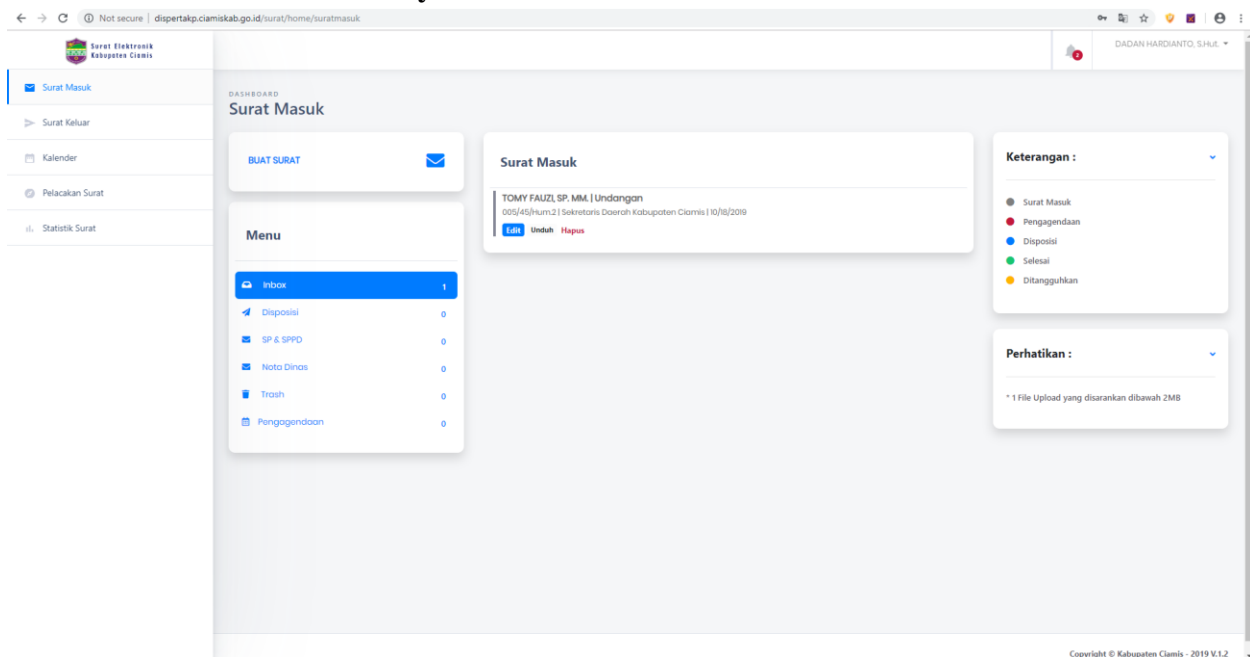 Not secure | dispertakp.ciamiskab.go.id/surat/home/suratmasuk
Surat Elektronik
Kabupaten Ciamis
2
DADAN HARDIANTO, S.Hut.
Surat Masuk
Surat Keluar
Kalender
Pelacakan Surat
Statistik Surat
DASHBOARD
Surat Masuk
BUAT SURAT
Menu
Inbox 1
Disposisi 0
SP & SPPD 0
Nota Dinas 0
Trash 0
Pengagendaan 0
Surat Masuk
TOMY FAUZI, SP. MM. | Undangan
005/45/Hum.2 | Sekretaris Daerah Kabupaten Ciamis | 10/18/2019
Edit Unduh Hapus
Keterangan :
Surat Masuk
Pengagendaan
Disposisi
Selesai
Ditangguhkan
Perhatikan :
* 1 File Upload yang disarankan dibawah 2MB
Copyright © Kabupaten Ciamis - 2019 V.1.2